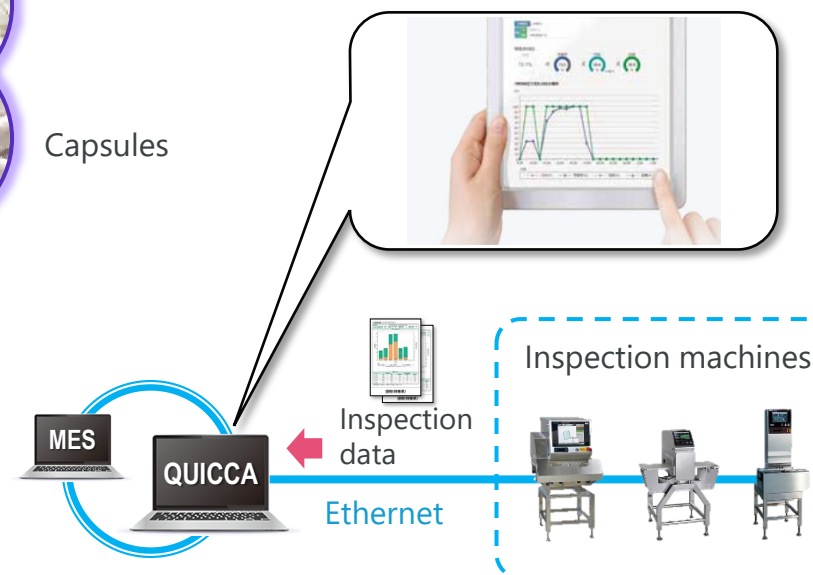 Capsules
Inspection machines
Inspection
data
MES
QUICCA
Ethernet